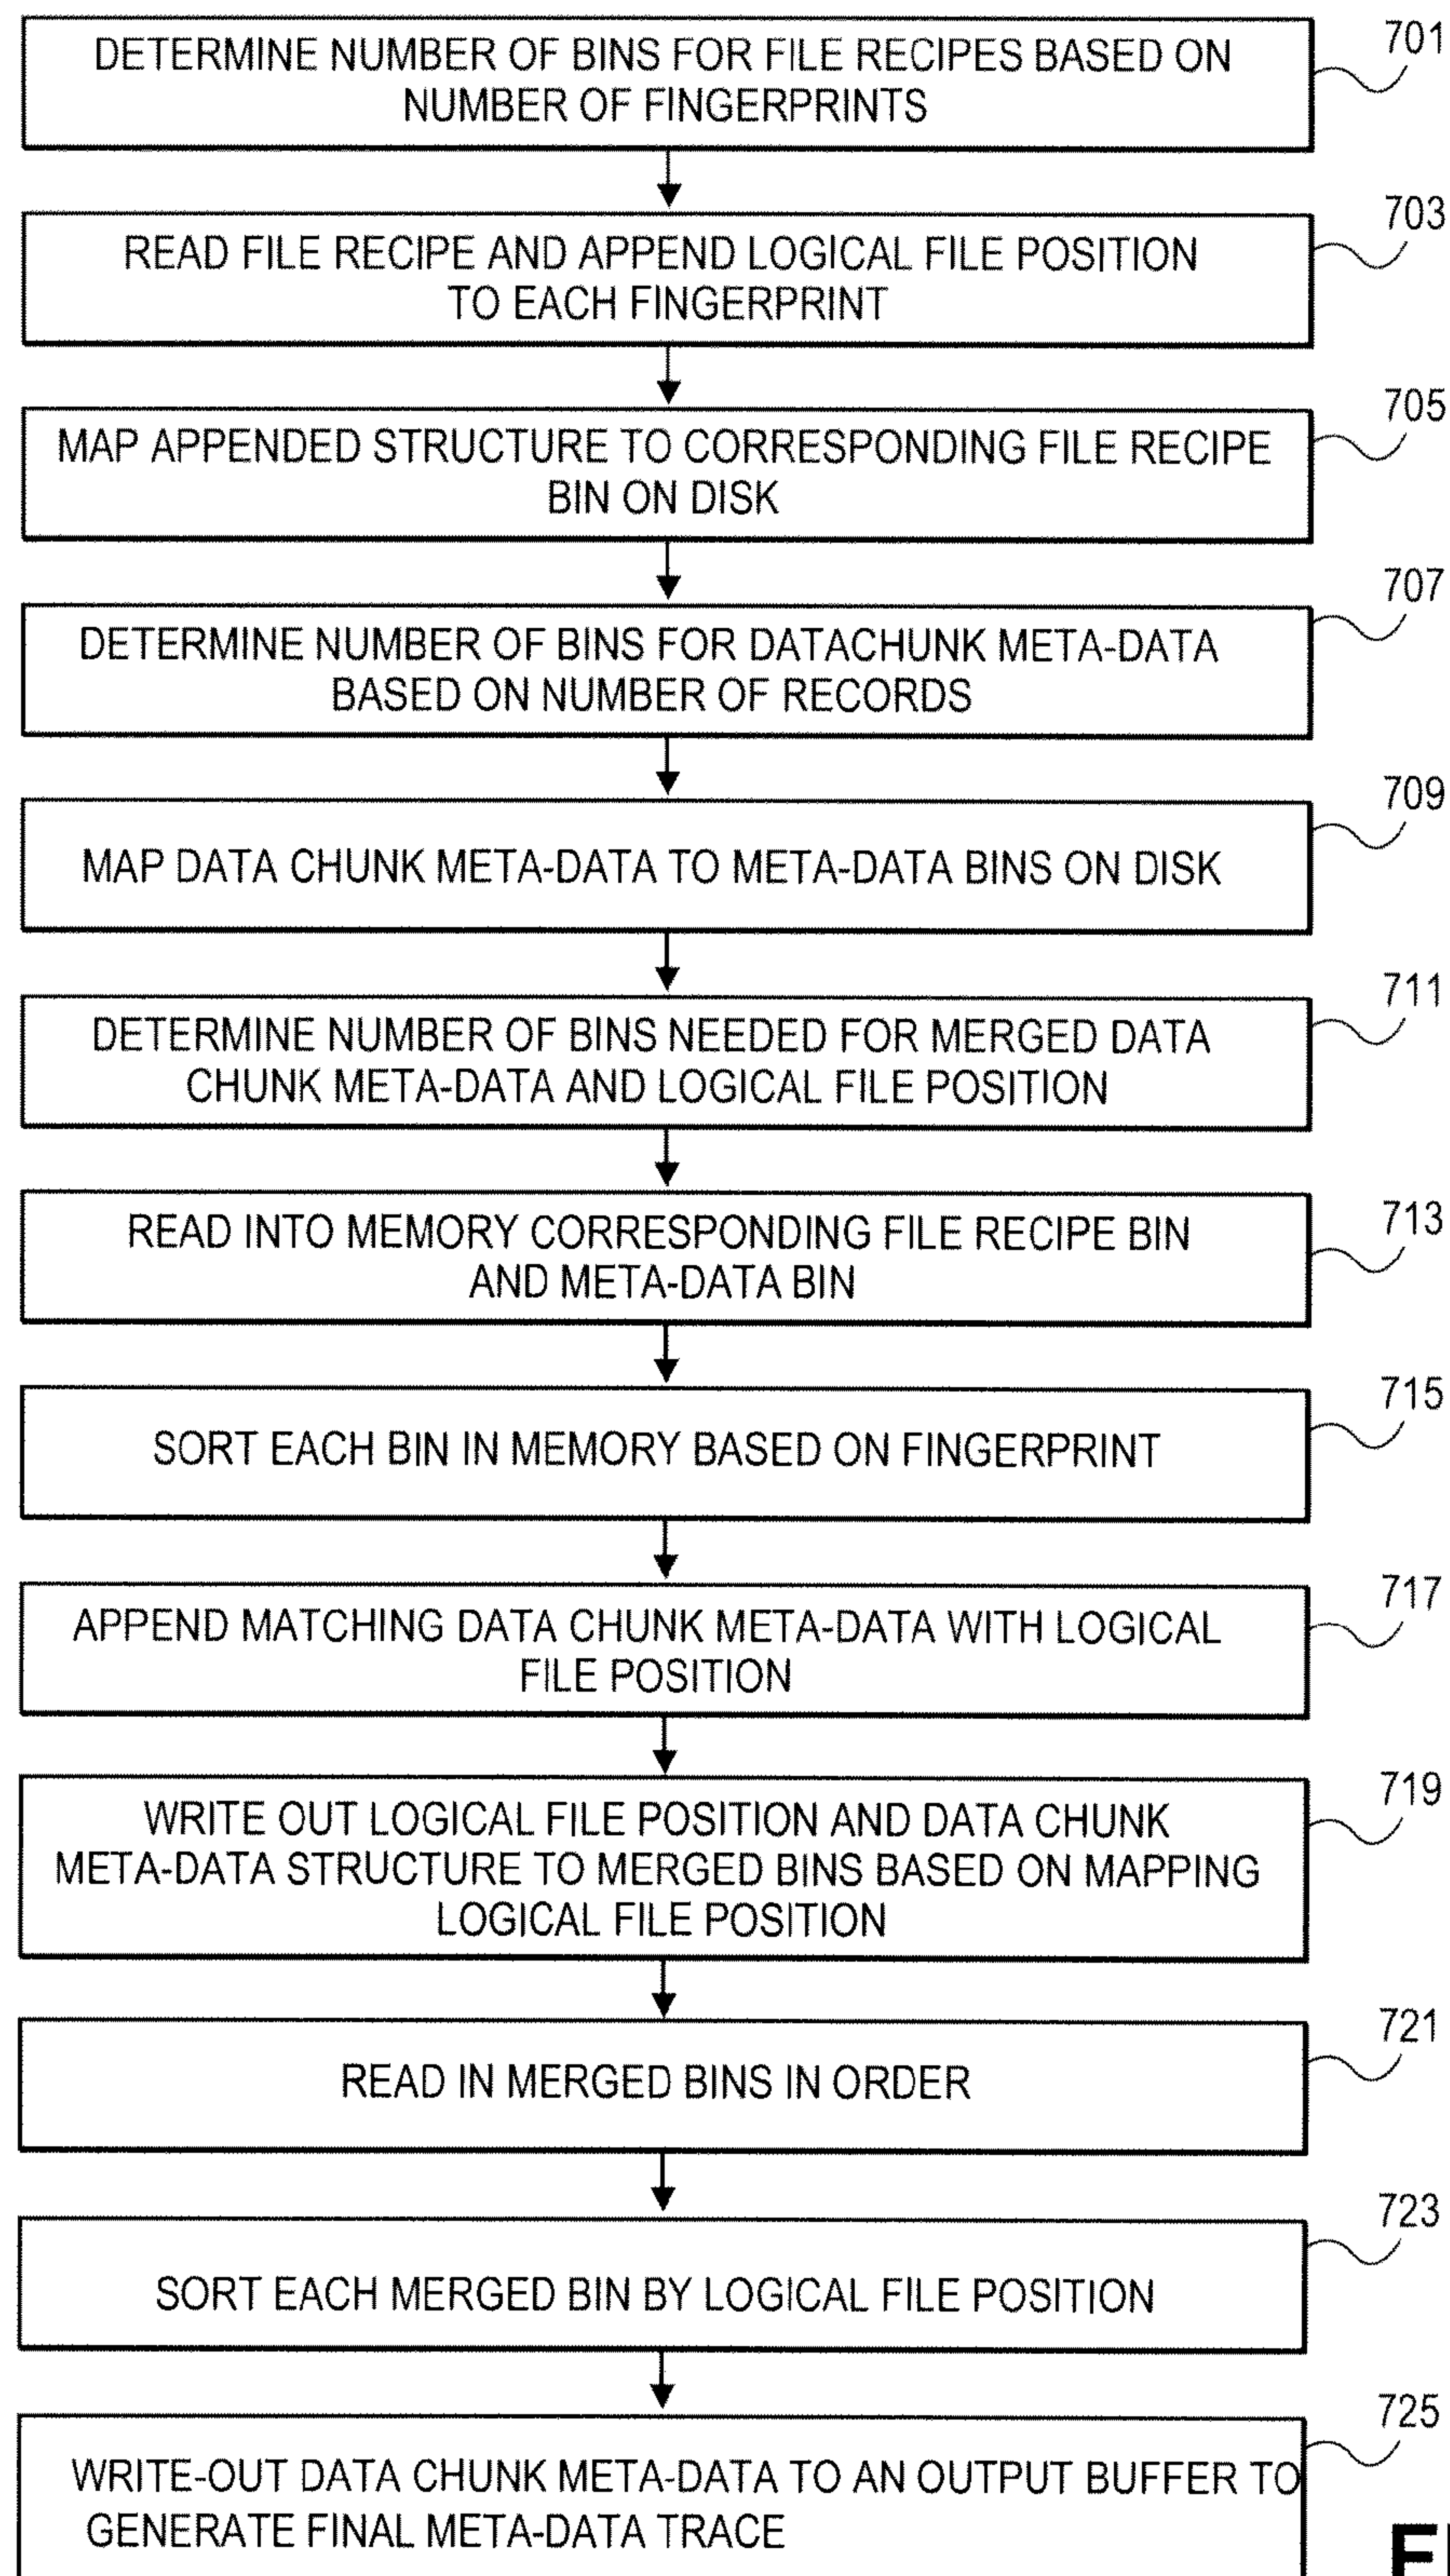 DETERMINE NUMBER OF BINS FOR FILE RECIPES BASED ON
NUMBER OF FINGERPRINTS
701
READ FILE RECIPE AND APPEND LOGICAL FILE POSITION
TO EACH FINGERPRINT
703
MAP APPENDED STRUCTURE TO CORRESPONDING FILE RECIPE
BIN ON DISK
705
DETERMINE NUMBER OF BINS FOR DATACHUNK META-DATA
BASED ON NUMBER OF RECORDS
707
MAP DATA CHUNK META-DATA TO META-DATA BINS ON DISK
709
DETERMINE NUMBER OF BINS NEEDED FOR MERGED DATA
CHUNK META-DATA AND LOGICAL FILE POSITION
711
READ INTO MEMORY CORRESPONDING FILE RECIPE BIN
AND META-DATA BIN
713
SORT EACH BIN IN MEMORY BASED ON FINGERPRINT
715
APPEND MATCHING DATA CHUNK META-DATA WITH LOGICAL
FILE POSITION
717
WRITE OUT LOGICAL FILE POSITION AND DATA CHUNK
META-DATA STRUCTURE TO MERGED BINS BASED ON MAPPING
LOGICAL FILE POSITION
719
READ IN MERGED BINS IN ORDER
721
SORT EACH MERGED BIN BY LOGICAL FILE POSITION
723
WRITE-OUT DATA CHUNK META-DATA TO AN OUTPUT BUFFER TO
GENERATE FINAL META-DATA TRACE
725